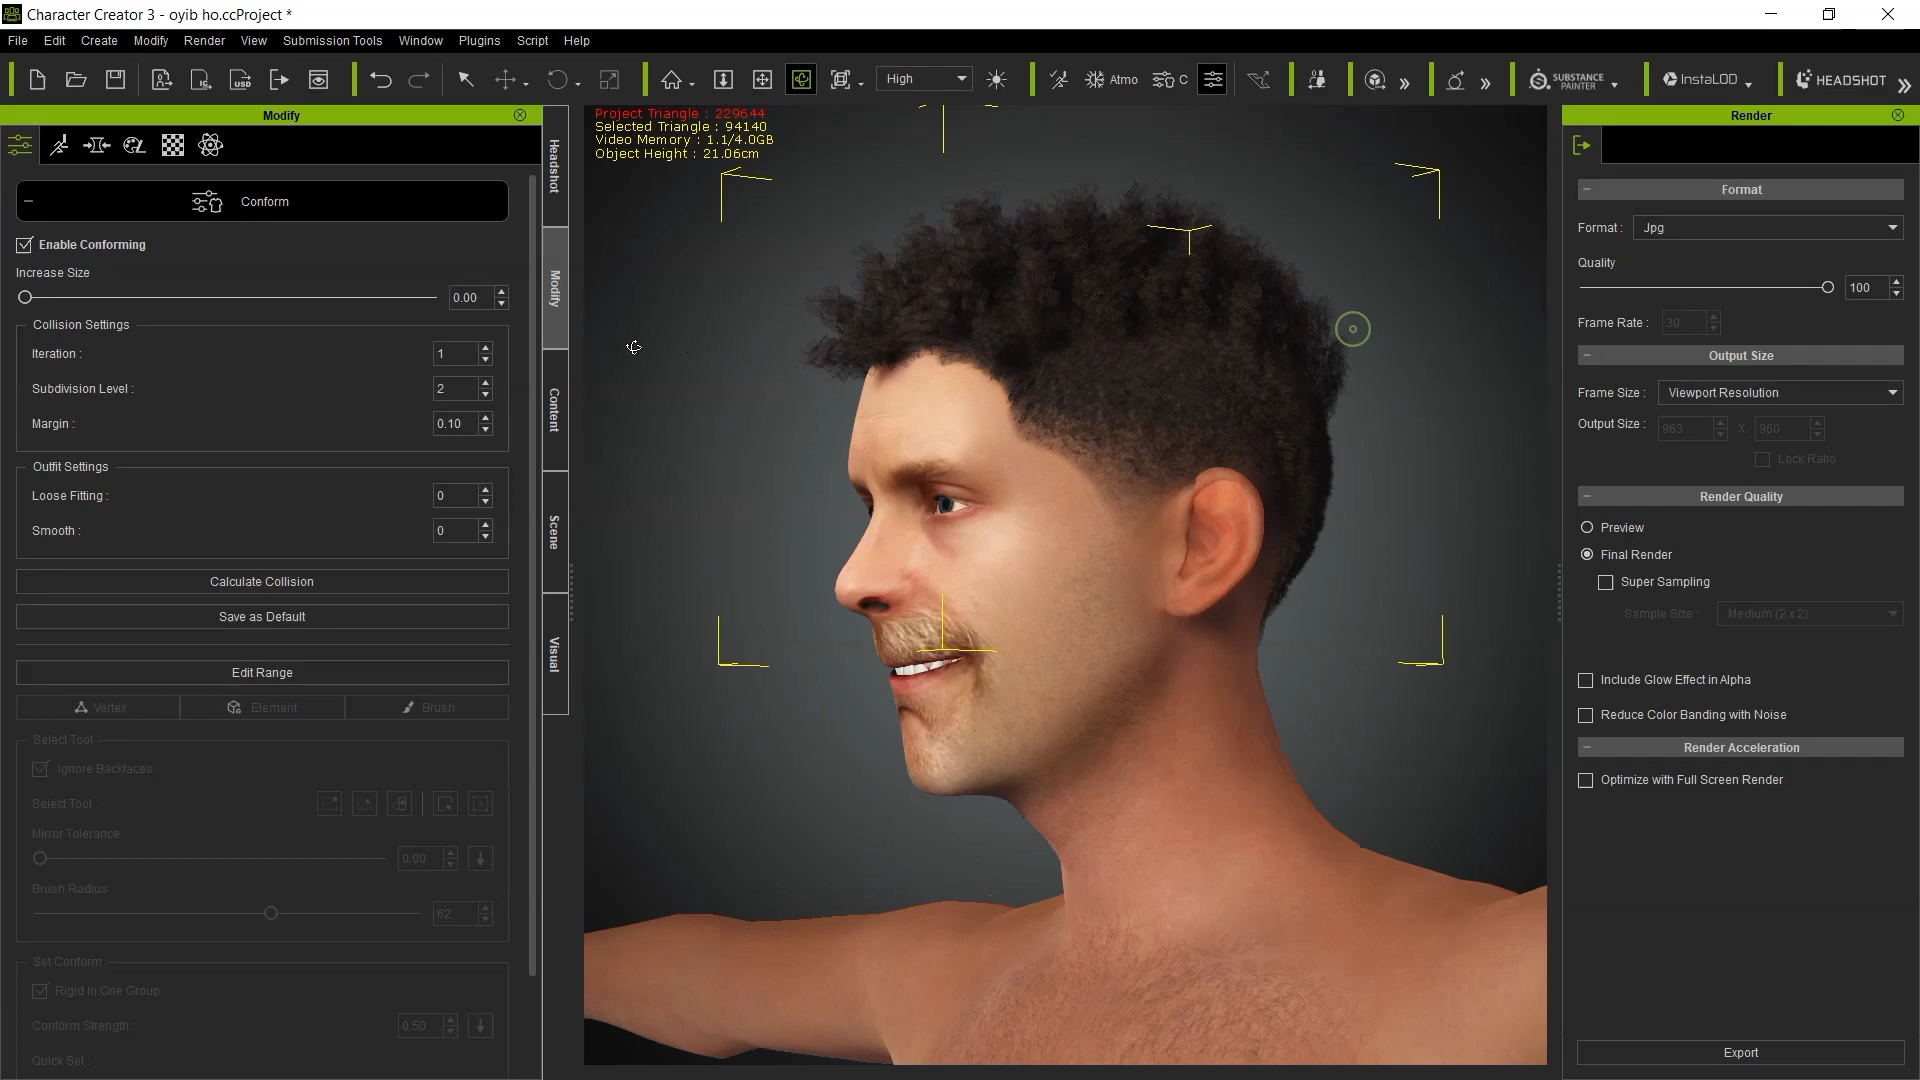 Character Creator 3 - oyib ho.ccProject *
File Edit Create Modify Render View Submission Tools Window Plugins Script Help
High
Atmo
C
SUBSTANCE PAINTER
InstaLOD
HEADSHOT
Modify
Conform
Enable Conforming
Increase Size
0.00
Collision Settings
Iteration :
1
Subdivision Level :
2
Margin :
0.10
Outfit Settings
Loose Fitting :
0
Smooth :
0
Calculate Collision
Save as Default
Edit Range
Vertex
Element
Brush
Select Tool
Ignore Backfaces
Select Tool :
Mirror Tolerance
0.00
Brush Radius
62
Set Conform
Rigid In One Group
Conform Strength :
0.50
Quick Set :
Headshot
Modify
Content
Scene
Visual
Project Triangle : 229644
Selected Triangle : 94140
Video Memory : 1.1/4.0GB
Object Height : 21.06cm
Render
Format
Format : Jpg
Quality
100
Frame Rate : 30
Output Size
Frame Size : Viewport Resolution
Output Size : 963 X 960
Lock Ratio
Render Quality
Preview
Final Render
Super Sampling
Sample Size : Medium (2 x 2)
Include Glow Effect in Alpha
Reduce Color Banding with Noise
Render Acceleration
Optimize with Full Screen Render
Export